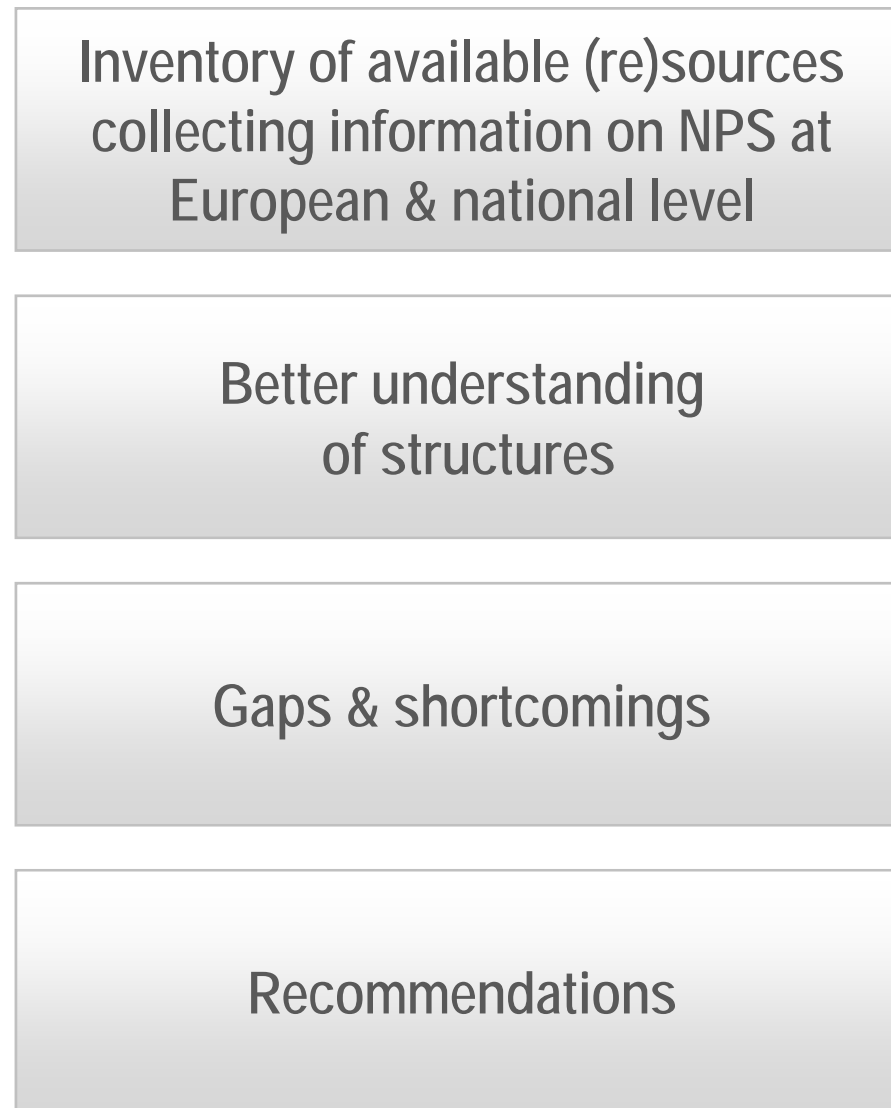 Inventory of available (re)sources
collecting information on NPS at
European & national level
Better understanding
of structures
Gaps & shortcomings
Recommendations